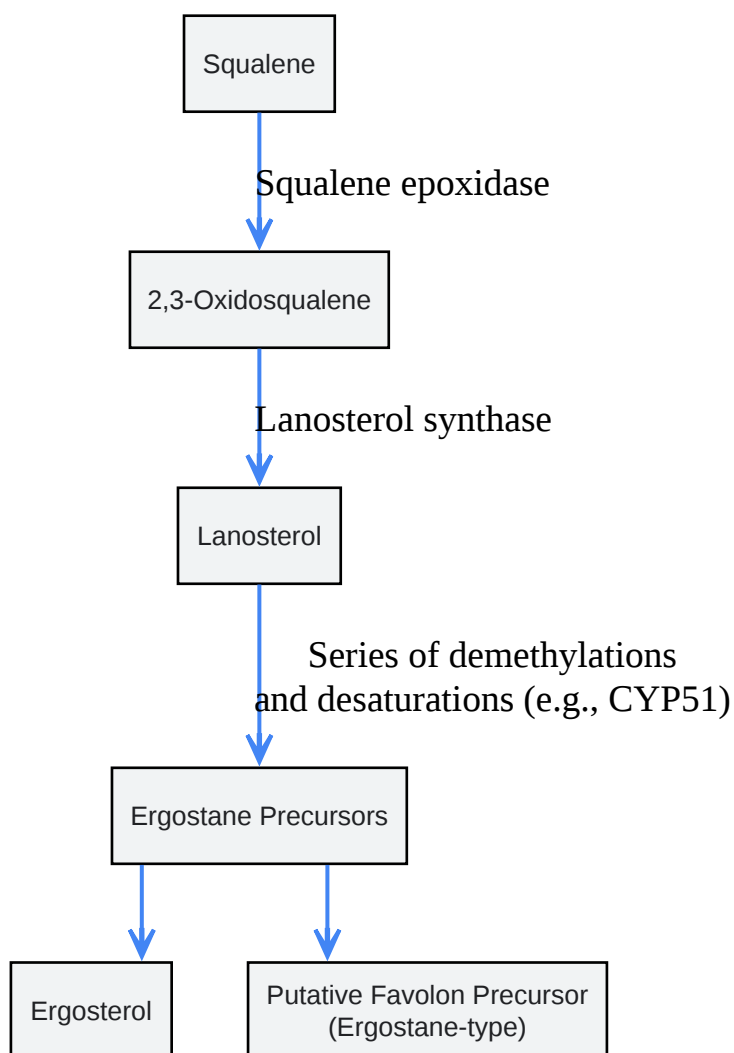 Squalene
Squalene epoxidase
2,3-Oxidosqualene
Lanosterol synthase
Lanosterol
Series of demethylations
and desaturations (e.g., CYP51)
Ergostane Precursors
Ergosterol
Putative Favolon Precursor
(Ergostane-type)